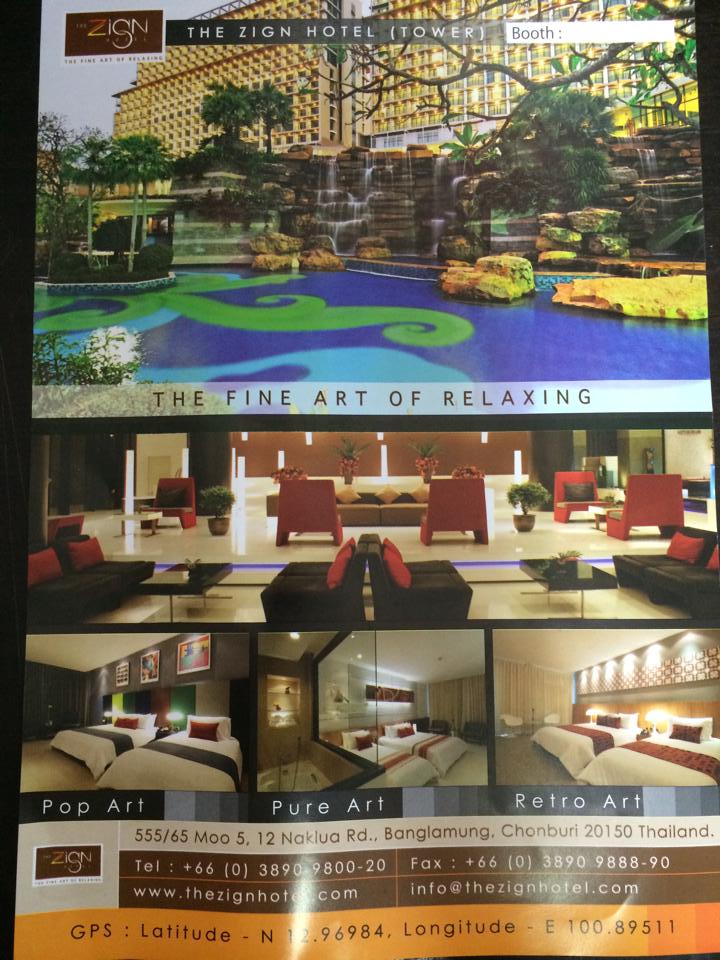 THE ZIGN HOTEL
THE FINE ART OF RELAXING
THE ZIGN HOTEL (TOWER)
Booth :
THE FINE ART OF RELAXING
Pop Art
Pure Art
Retro Art
THE ZIGN HOTEL
THE FINE ART OF RELAXING
555/65 Moo 5, 12 Naklua Rd., Banglamung, Chonburi 20150 Thailand.
Tel : +66 (0) 3890 9800-20
Fax : +66 (0) 3890 9888-90
www.thezignhotel.com
info@thezignhotel.com
GPS : Latitude - N 12.96984, Longitude - E 100.89511